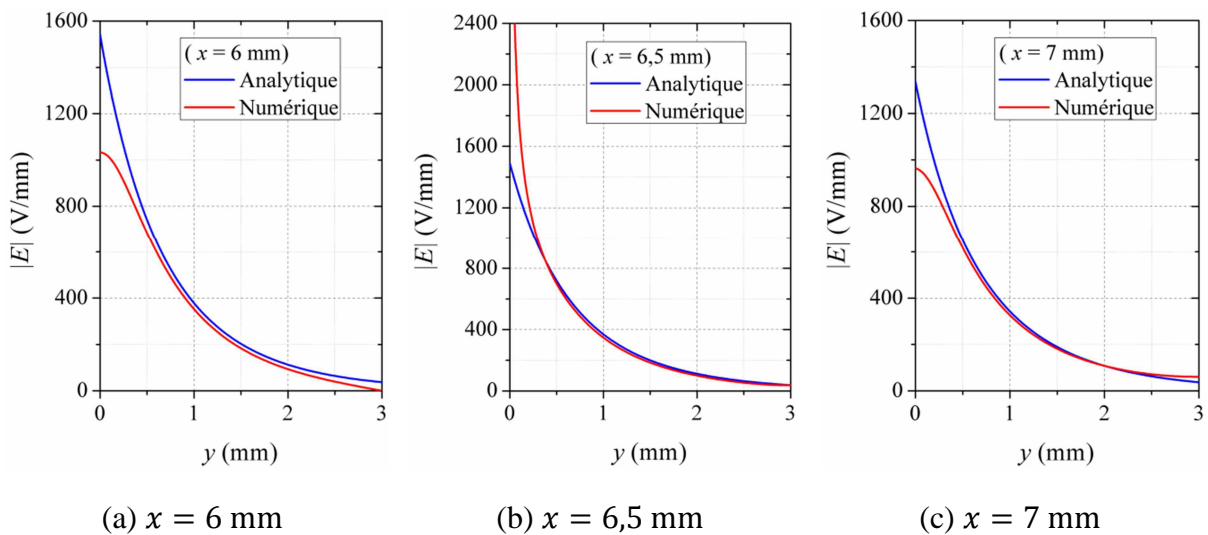 1600
1200
800
400
0
|E| (V/mm)
( x = 6 mm)
Analytique
Numérique
0 1 2 3
y (mm)
2400
2000
1600
1200
800
400
0
|E| (V/mm)
( x = 6,5 mm)
Analytique
Numérique
0 1 2 3
y (mm)
1600
1200
800
400
0
|E| (V/mm)
( x = 7 mm)
Analytique
Numérique
0 1 2 3
y (mm)
(a) x = 6 mm
(b) x = 6,5 mm
(c) x = 7 mm